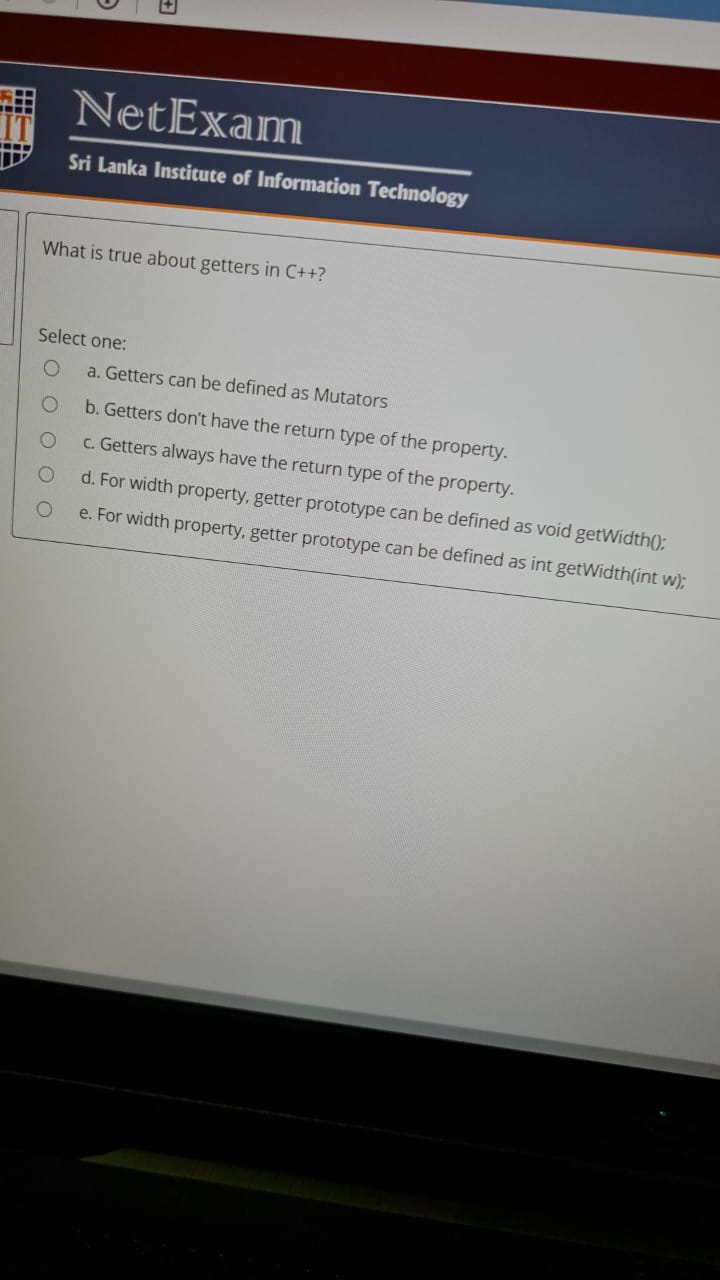 IT
NetExam
Sri Lanka Institute of Information Technology
What is true about getters in C++?
Select one:
a. Getters can be defined as Mutators
b. Getters don't have the return type of the property.
c. Getters always have the return type of the property.
d. For width property, getter prototype can be defined as void getWidth();
e. For width property, getter prototype can be defined as int getWidth(int w);